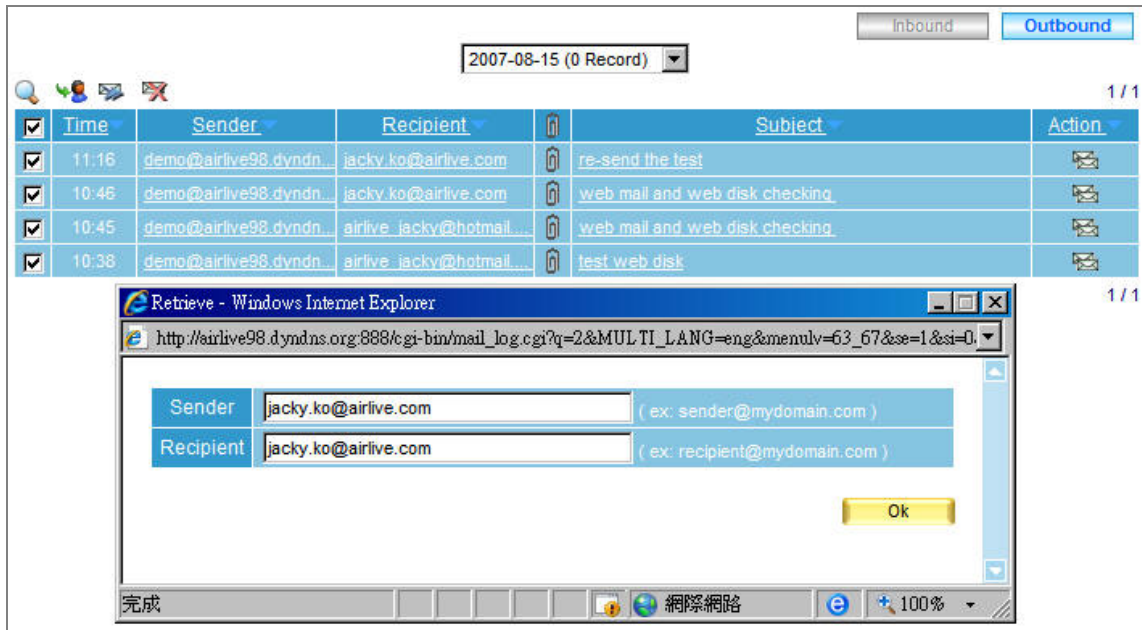 Inbound Outbound
2007-08-15 (0 Record)
1 / 1
Time Sender Recipient Subject Action
11:16 demo@airlive98.dyndn... jacky.ko@airlive.com re-send the test
10:46 demo@airlive98.dyndn... jacky.ko@airlive.com web mail and web disk checking
10:45 demo@airlive98.dyndn... airlive_jacky@hotmail.... web mail and web disk checking
10:38 demo@airlive98.dyndn... airlive_jacky@hotmail.... test web disk
1 / 1
Retrieve - Windows Internet Explorer
http://airlive98.dyndns.org:888/cgi-bin/mail_log.cgi?q=2&MULTI_LANG=eng&menulv=63_67&se=1&si=0.
Sender jacky.ko@airlive.com ( ex: sender@mydomain.com )
Recipient jacky.ko@airlive.com ( ex: recipient@mydomain.com )
Ok
完成 網際網路 100%